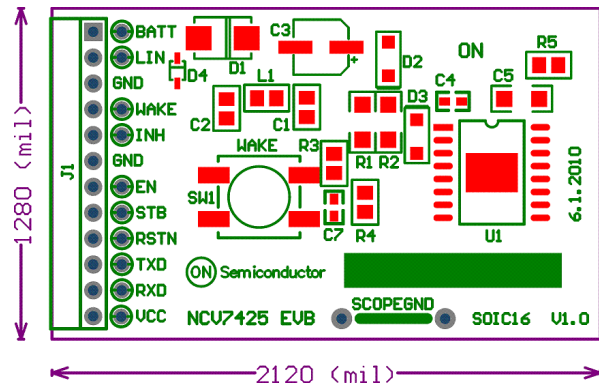 BATT
LIN
GND
WAKE
INH
GND
EN
STB
RSTN
TXD
RXD
VCC
J1
1280 (mil)
2120 (mil)
D4
D1
C3
+
D2
ON
R5
L1
C2
C1
C4
C5
D3
R1
R2
R3
WAKE
SW1
C7
R4
U1
6.1.2010
ON Semiconductor
NCV7425 EVB
SCOPEGND
SOIC16 V1.0